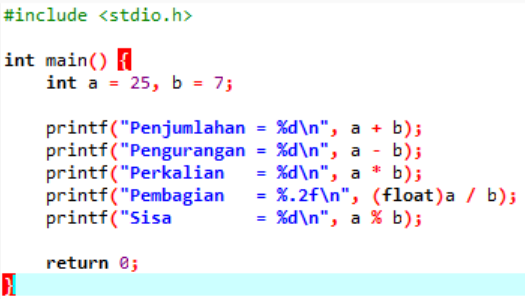 #include <stdio.h>

int main() {
    int a = 25, b = 7;

    printf("Penjumlahan = %d\n", a + b);
    printf("Pengurangan = %d\n", a - b);
    printf("Perkalian   = %d\n", a * b);
    printf("Pembagian   = %.2f\n", (float)a / b);
    printf("Sisa        = %d\n", a % b);

    return 0;
}